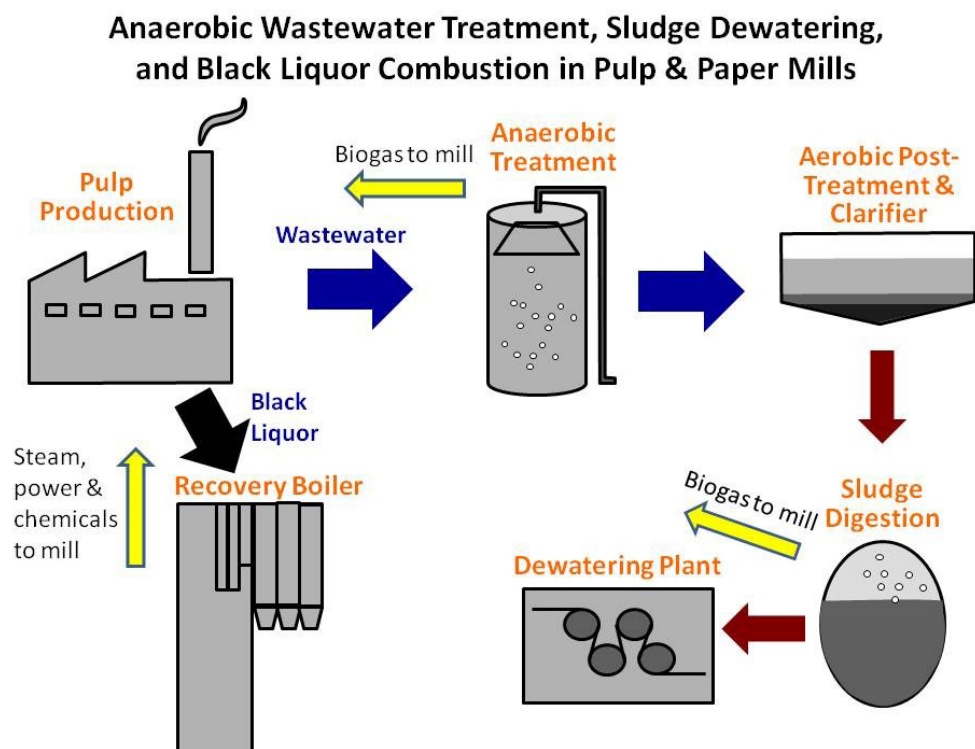 Anaerobic Wastewater Treatment, Sludge Dewatering,
and Black Liquor Combustion in Pulp & Paper Mills
Pulp
Production
Biogas to mill
Anaerobic
Treatment
Aerobic Post-
Treatment &
Clarifier
Wastewater
Black
Liquor
Steam,
power &
chemicals
to mill
Recovery Boiler
Biogas to mill
Sludge
Digestion
Dewatering Plant